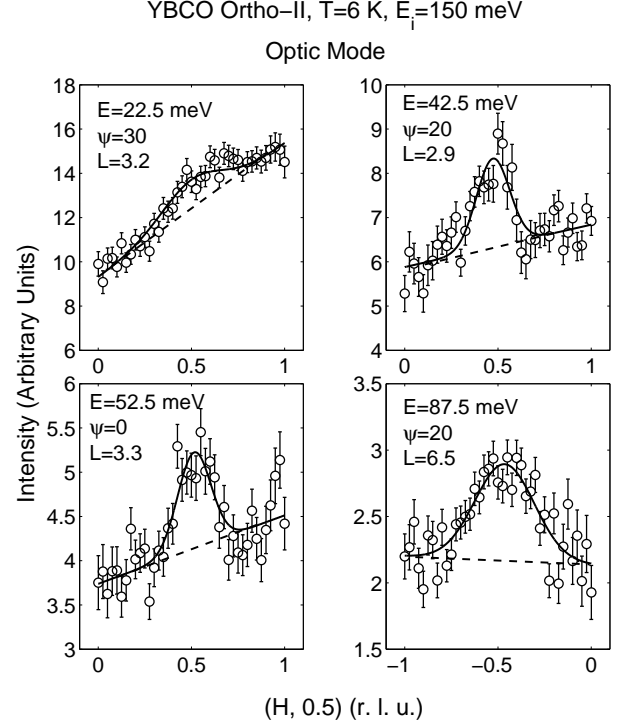 YBCO Ortho−II, T=6 K, E_i=150 meV
Optic Mode
Intensity (Arbitrary Units)
18
16
14
12
10
8
6
E=22.5 meV
ψ=30
L=3.2
0
0.5
1
10
9
8
7
6
5
4
E=42.5 meV
ψ=20
L=2.9
0
0.5
1
6
5.5
5
4.5
4
3.5
3
E=52.5 meV
ψ=0
L=3.3
0
0.5
1
3.5
3
2.5
2
1.5
E=87.5 meV
ψ=20
L=6.5
−1
−0.5
0
(H, 0.5) (r. l. u.)